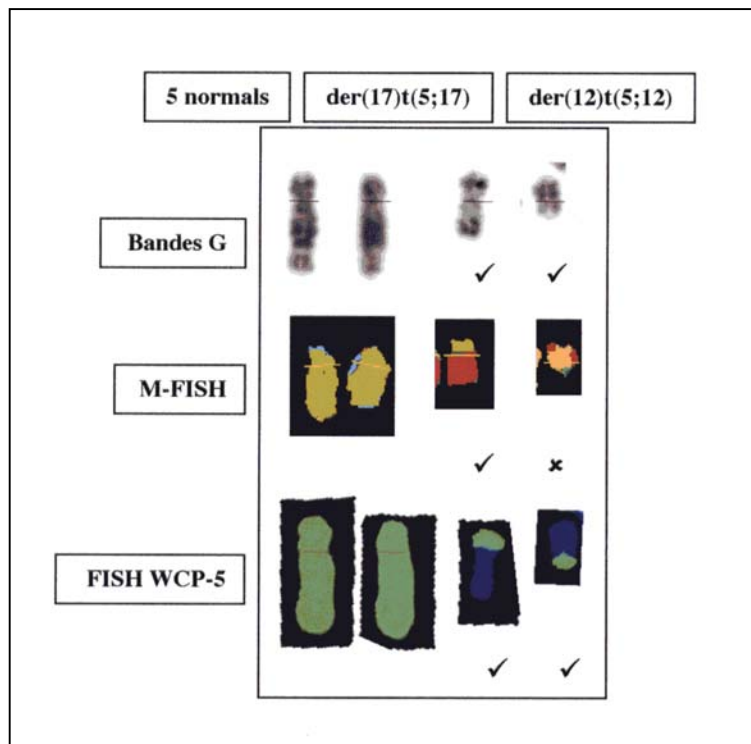 5 normals der(17)t(5;17) der(12)t(5;12)
Bandes G
✓ ✓
M-FISH
✓ ✘
FISH WCP-5
✓ ✓